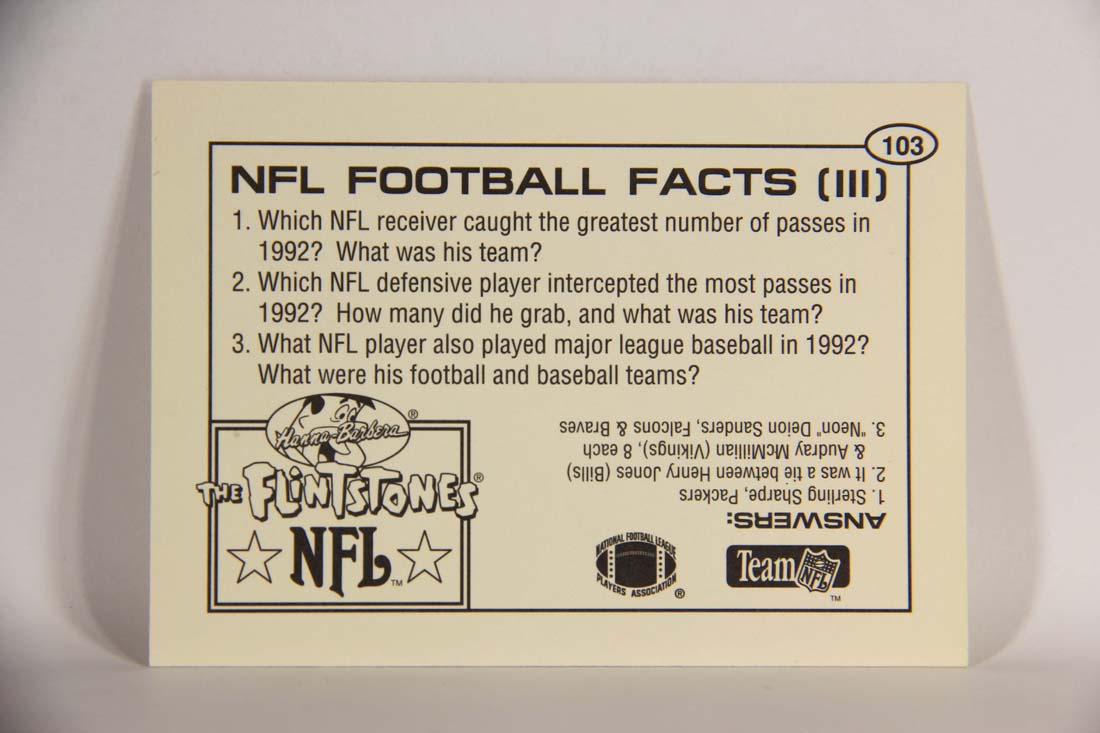 103
NFL FOOTBALL FACTS (III)
1. Which NFL receiver caught the greatest number of passes in
1992? What was his team?
2. Which NFL defensive player intercepted the most passes in
1992? How many did he grab, and what was his team?
3. What NFL player also played major league baseball in 1992?
What were his football and baseball teams?
Hanna-Barbera ®
THE FLINTSTONES ®
NFL ™
ANSWERS:
1. Sterling Sharpe, Packers
2. It was a tie between Henry Jones (Bills)
& Audray McMillian (Vikings), 8 each
3. "Neon" Deion Sanders, Falcons & Braves
NATIONAL FOOTBALL LEAGUE
PLAYERS ASSOCIATION ®
Team NFL ™